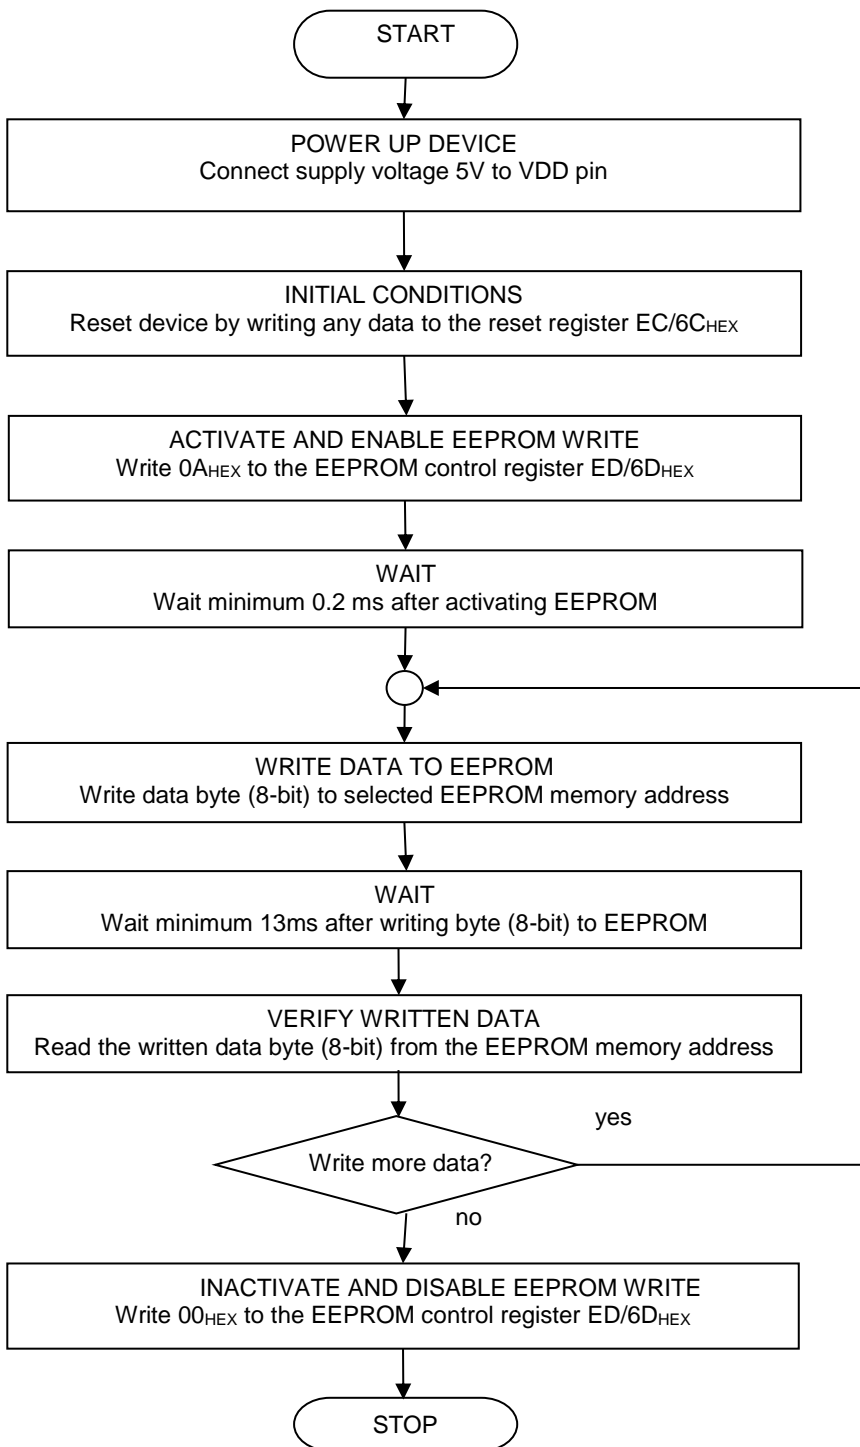 START
POWER UP DEVICE
Connect supply voltage 5V to VDD pin
INITIAL CONDITIONS
Reset device by writing any data to the reset register EC/6CHEX
ACTIVATE AND ENABLE EEPROM WRITE
Write 0AHEX to the EEPROM control register ED/6DHEX
WAIT
Wait minimum 0.2 ms after activating EEPROM
WRITE DATA TO EEPROM
Write data byte (8-bit) to selected EEPROM memory address
WAIT
Wait minimum 13ms after writing byte (8-bit) to EEPROM
VERIFY WRITTEN DATA
Read the written data byte (8-bit) from the EEPROM memory address
yes
Write more data?
no
INACTIVATE AND DISABLE EEPROM WRITE
Write 00HEX to the EEPROM control register ED/6DHEX
STOP